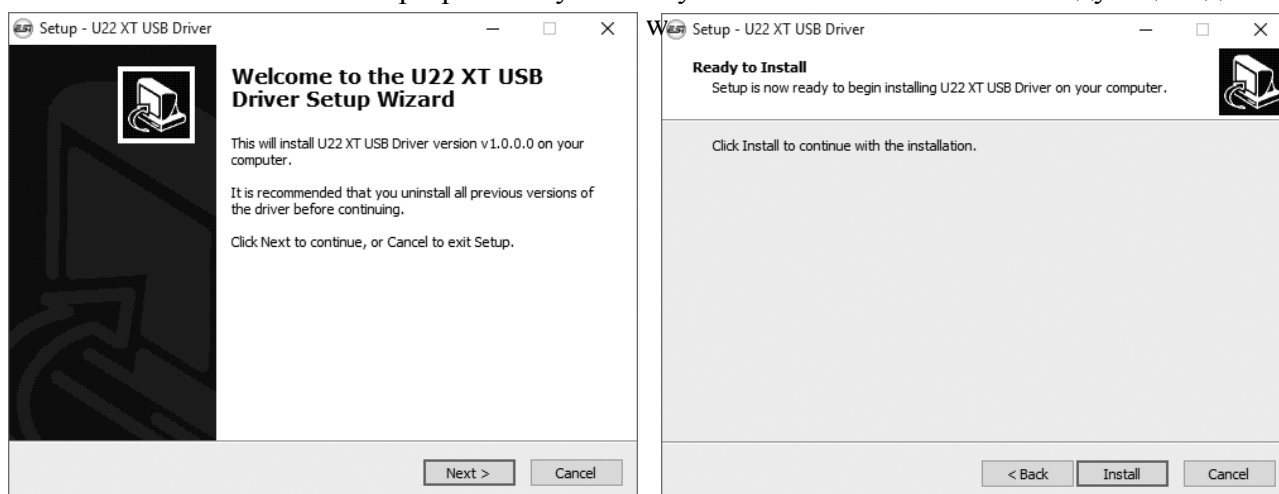 w
Setup - U22 XT USB Driver
Welcome to the U22 XT USB
Driver Setup Wizard
This will install U22 XT USB Driver version v1.0.0.0 on your
computer.
It is recommended that you uninstall all previous versions of
the driver before continuing.
Click Next to continue, or Cancel to exit Setup.
Next >
Cancel
Setup - U22 XT USB Driver
Ready to Install
Setup is now ready to begin installing U22 XT USB Driver on your computer.
Click Install to continue with the installation.
< Back
Install
Cancel